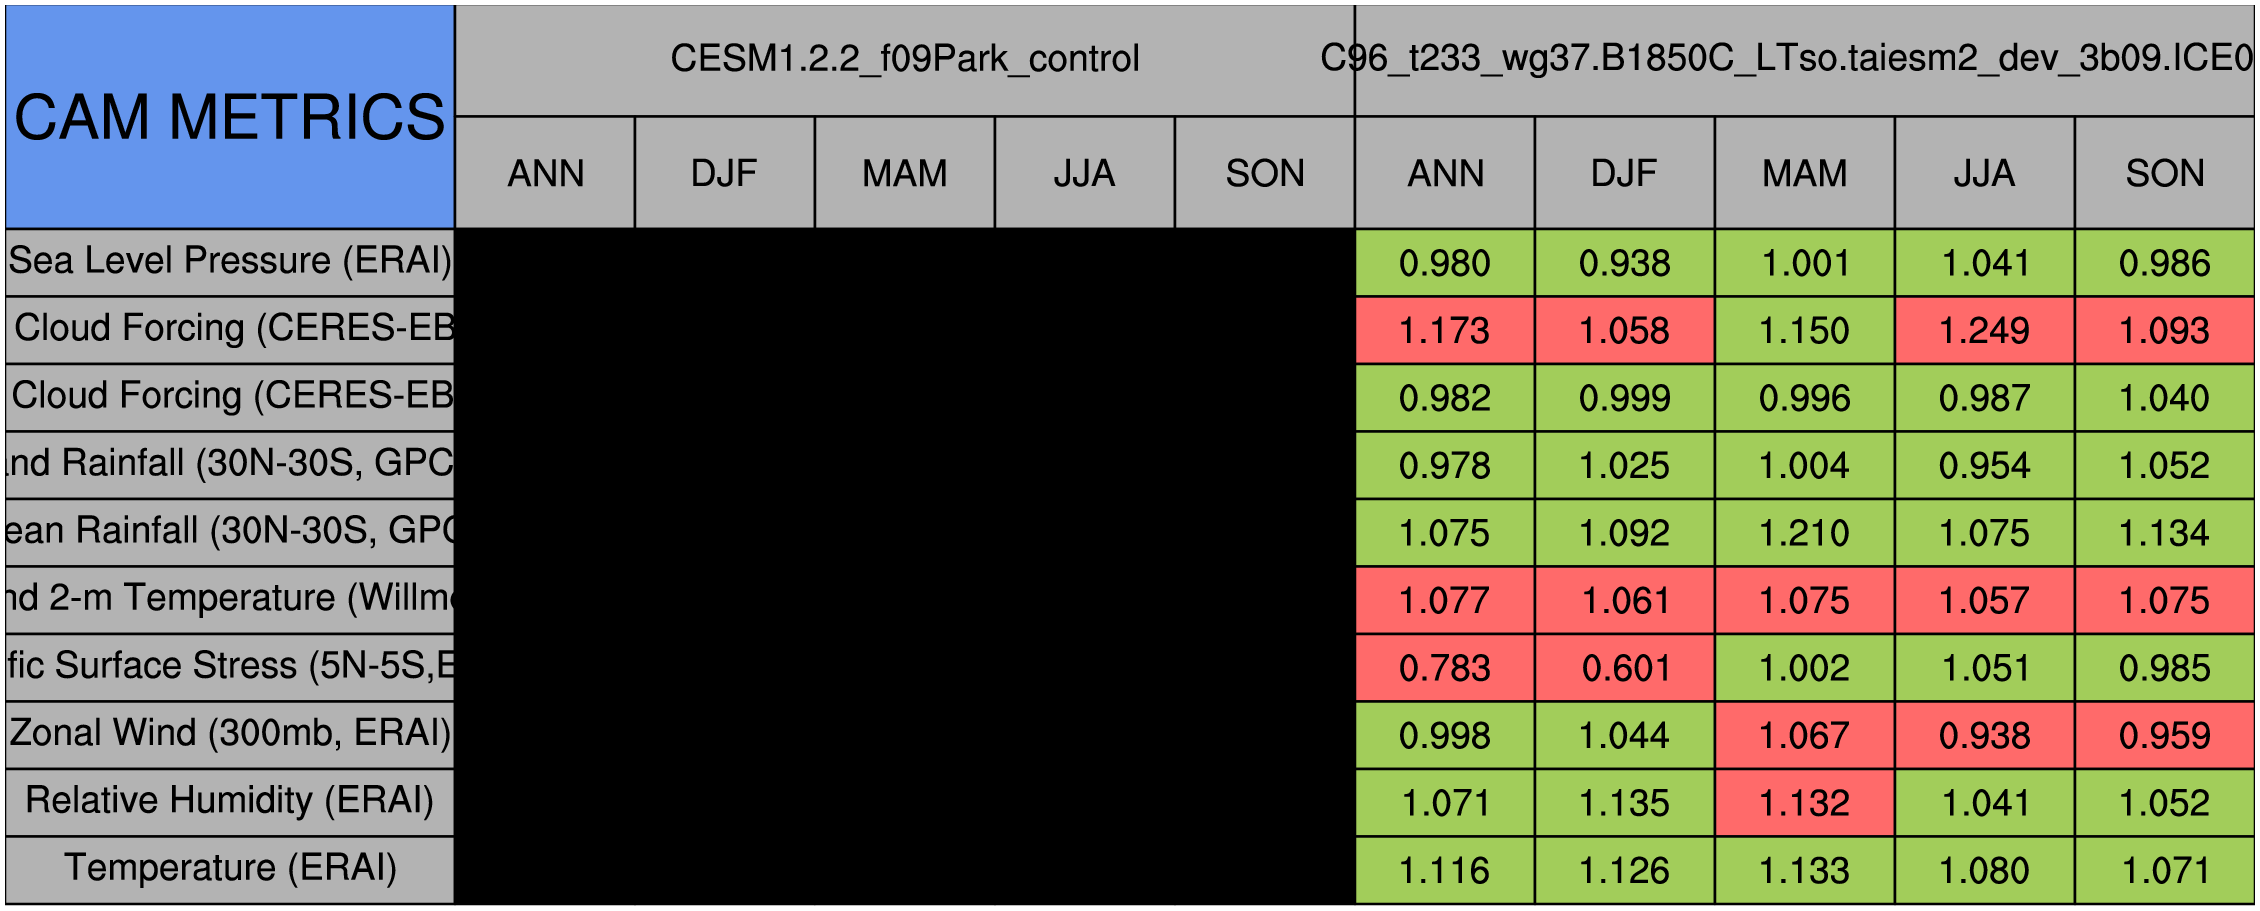 CAM METRICS
CESM1.2.2_f09Park_control C96_t233_wg37.B1850C_LTso.taiesm2_dev_3b09.ICE0
ANN DJF MAM JJA SON ANN DJF MAM JJA SON
Sea Level Pressure (ERAI) 0.980 0.938 1.001 1.041 0.986
Cloud Forcing (CERES-EB 1.173 1.058 1.150 1.249 1.093
Cloud Forcing (CERES-EB 0.982 0.999 0.996 0.987 1.040
and Rainfall (30N-30S, GPC 0.978 1.025 1.004 0.954 1.052
ean Rainfall (30N-30S, GPC 1.075 1.092 1.210 1.075 1.134
nd 2-m Temperature (Willmo 1.077 1.061 1.075 1.057 1.075
fic Surface Stress (5N-5S,E 0.783 0.601 1.002 1.051 0.985
Zonal Wind (300mb, ERAI) 0.998 1.044 1.067 0.938 0.959
Relative Humidity (ERAI) 1.071 1.135 1.132 1.041 1.052
Temperature (ERAI) 1.116 1.126 1.133 1.080 1.071